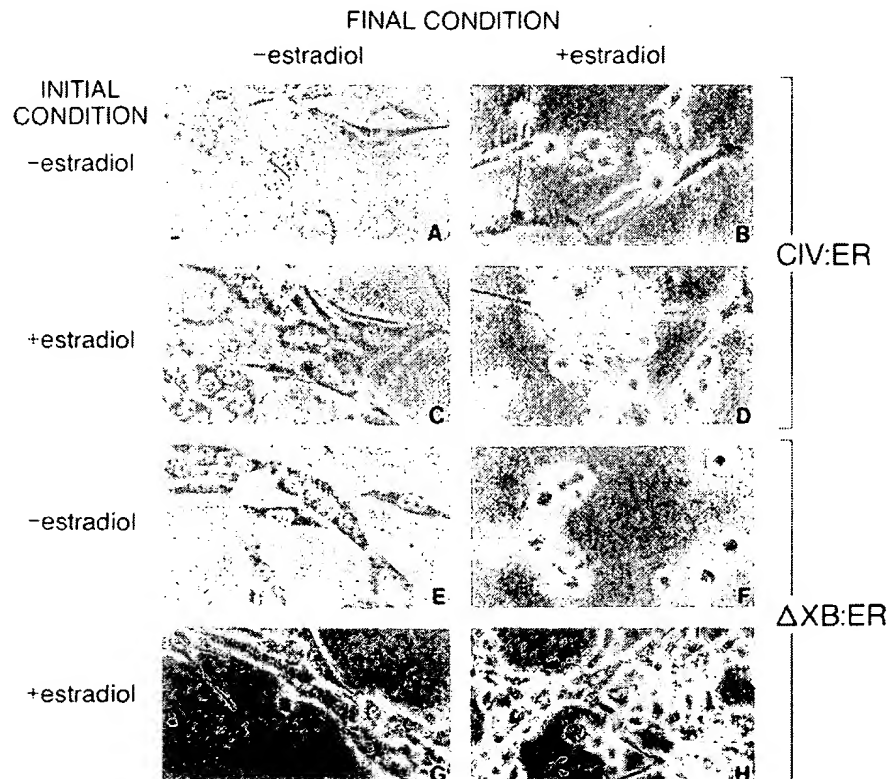 FINAL CONDITION
−estradiol +estradiol
INITIAL
CONDITION
−estradiol
A B
CIV:ER
+estradiol
C D
−estradiol
E F
ΔXB:ER
+estradiol
G H